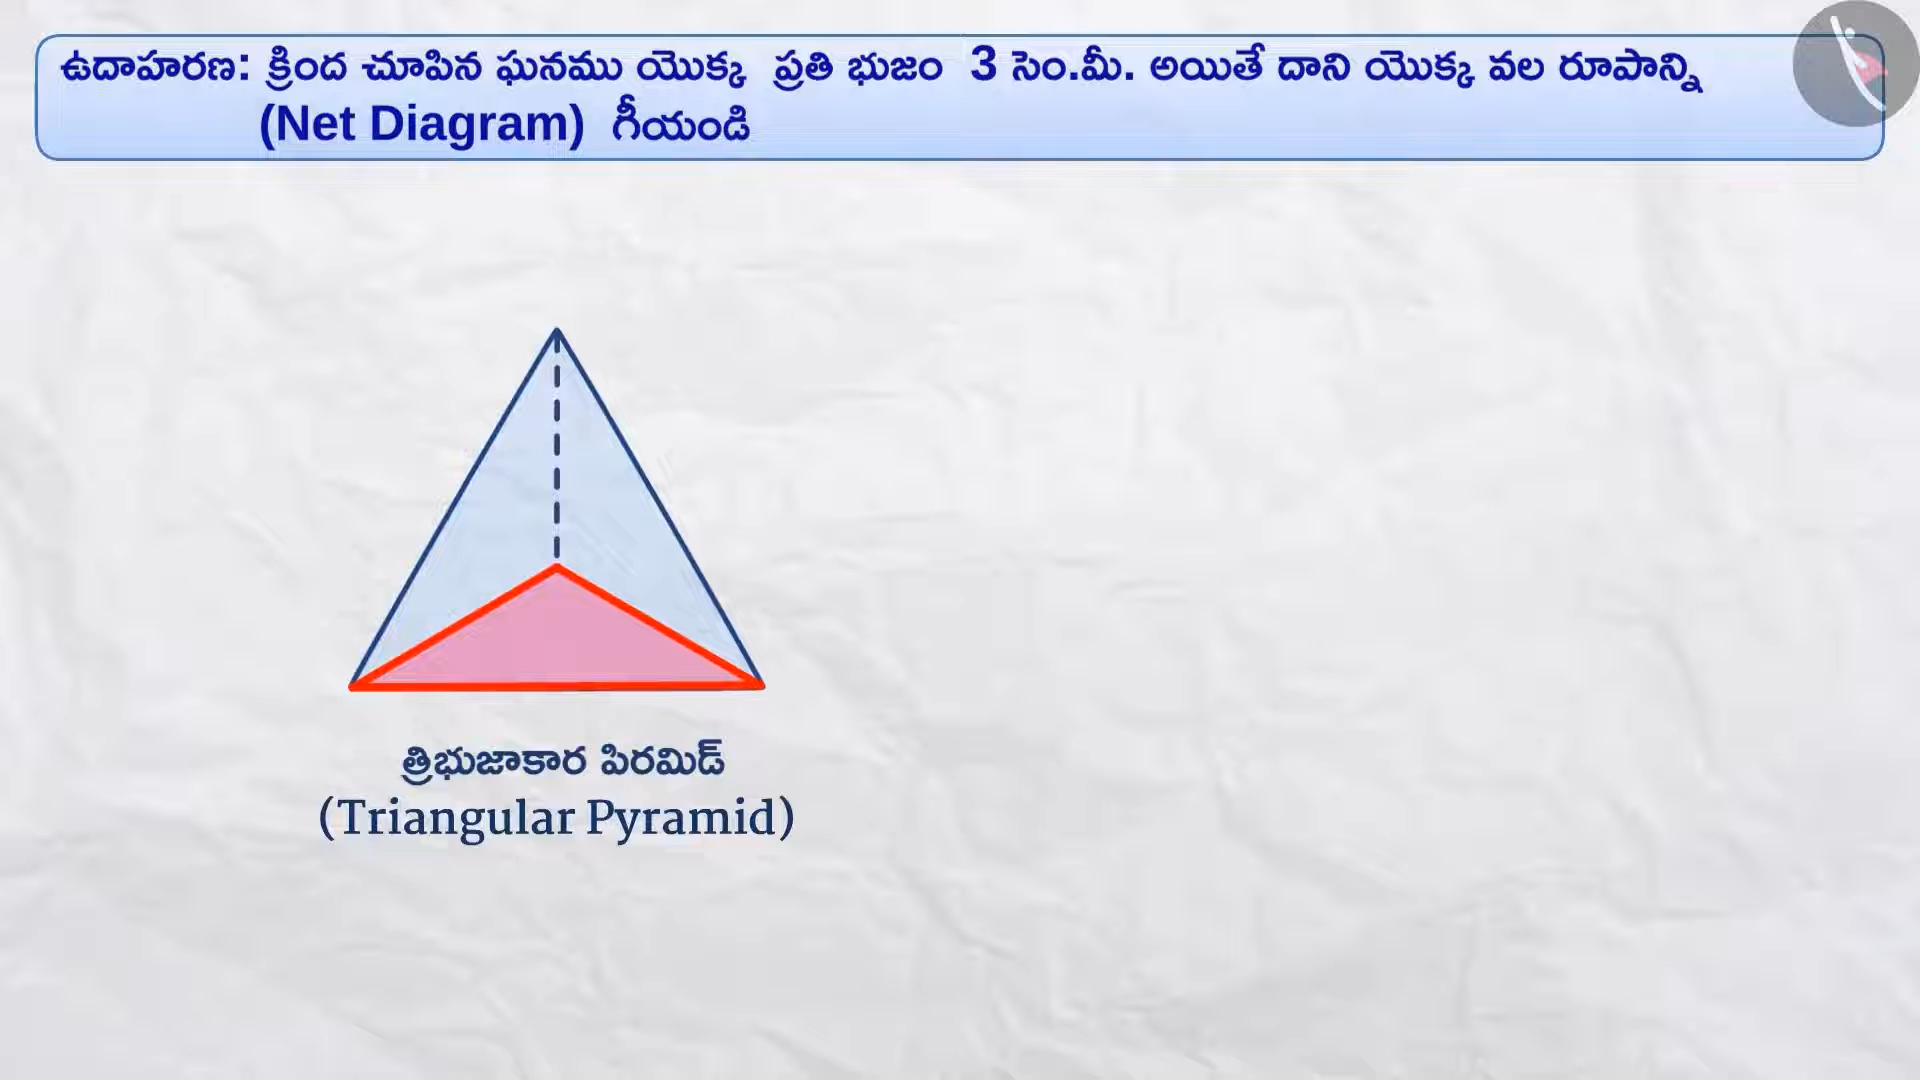 ఉదాహరణ: క్రింద చూపిన ఘనము యొక్క ప్రతి భుజం 3 సెం.మీ. అయితే దాని యొక్క వల రూపాన్ని
(Net Diagram) గీయండి
త్రిభుజాకార పిరమిడ్
(Triangular Pyramid)